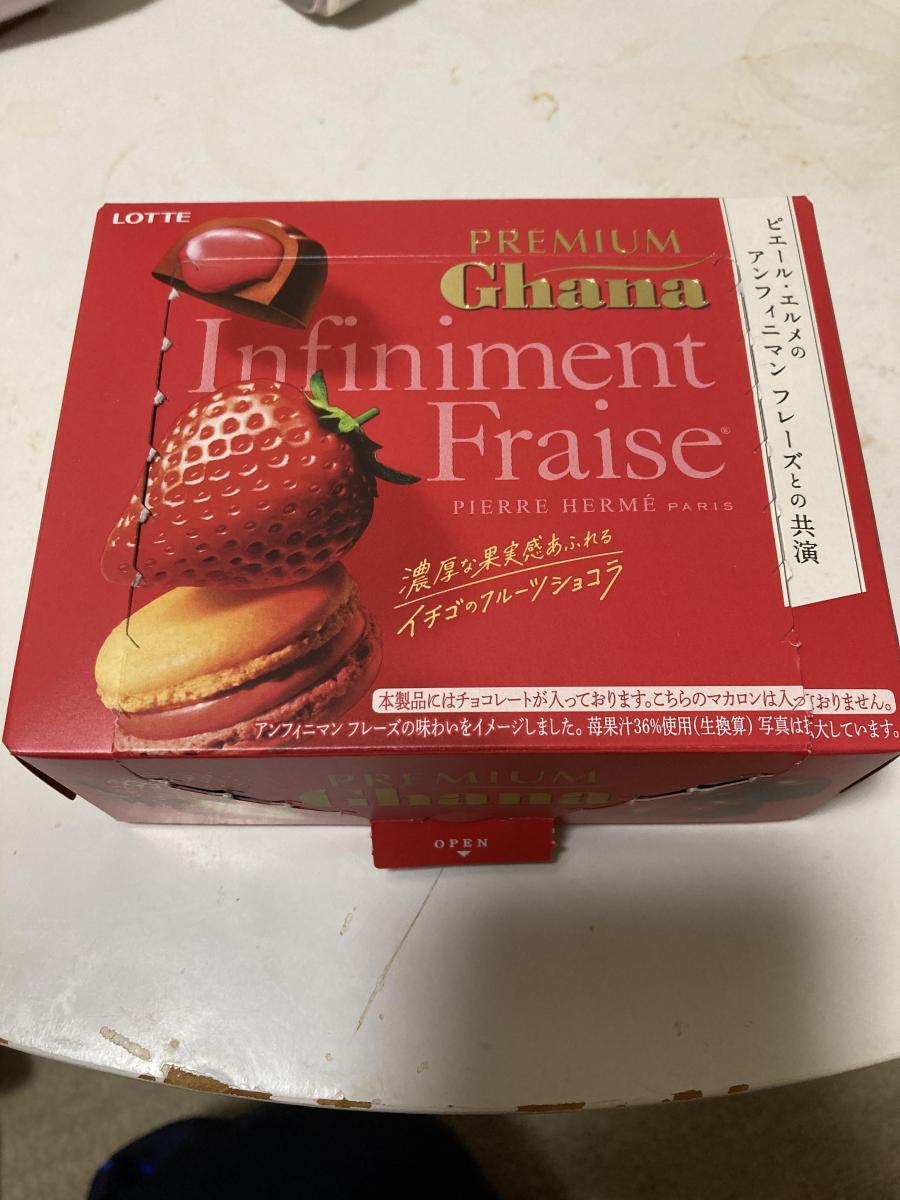 LOTTE
PREMIUM
Ghana
Infiniment
Fraise®
PIERRE HERMÉ PARIS
ピエール・エルメの
アンフィニマン フレーズとの共演
濃厚な果実感あふれる
イチゴのフルーツショコラ
本製品にはチョコレートが入っております。こちらのマカロンは入っておりません。
アンフィニマン フレーズの味わいをイメージしました。苺果汁36%使用(生換算) 写真は拡大しています。
PREMIUM
Ghana
OPEN